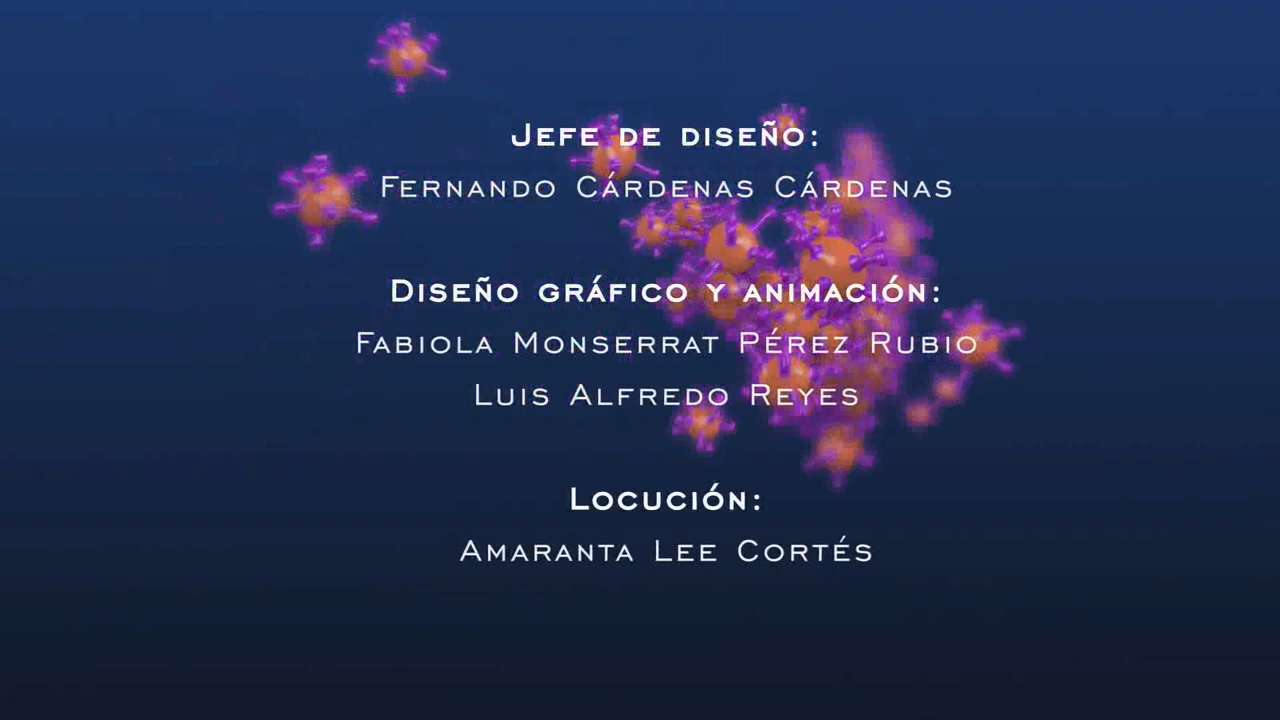 Jefe de diseño:
Fernando Cárdenas Cárdenas
Diseño gráfico y animación:
Fabiola Monserrat Pérez Rubio
Luis Alfredo Reyes
Locución:
Amaranta Lee Cortés